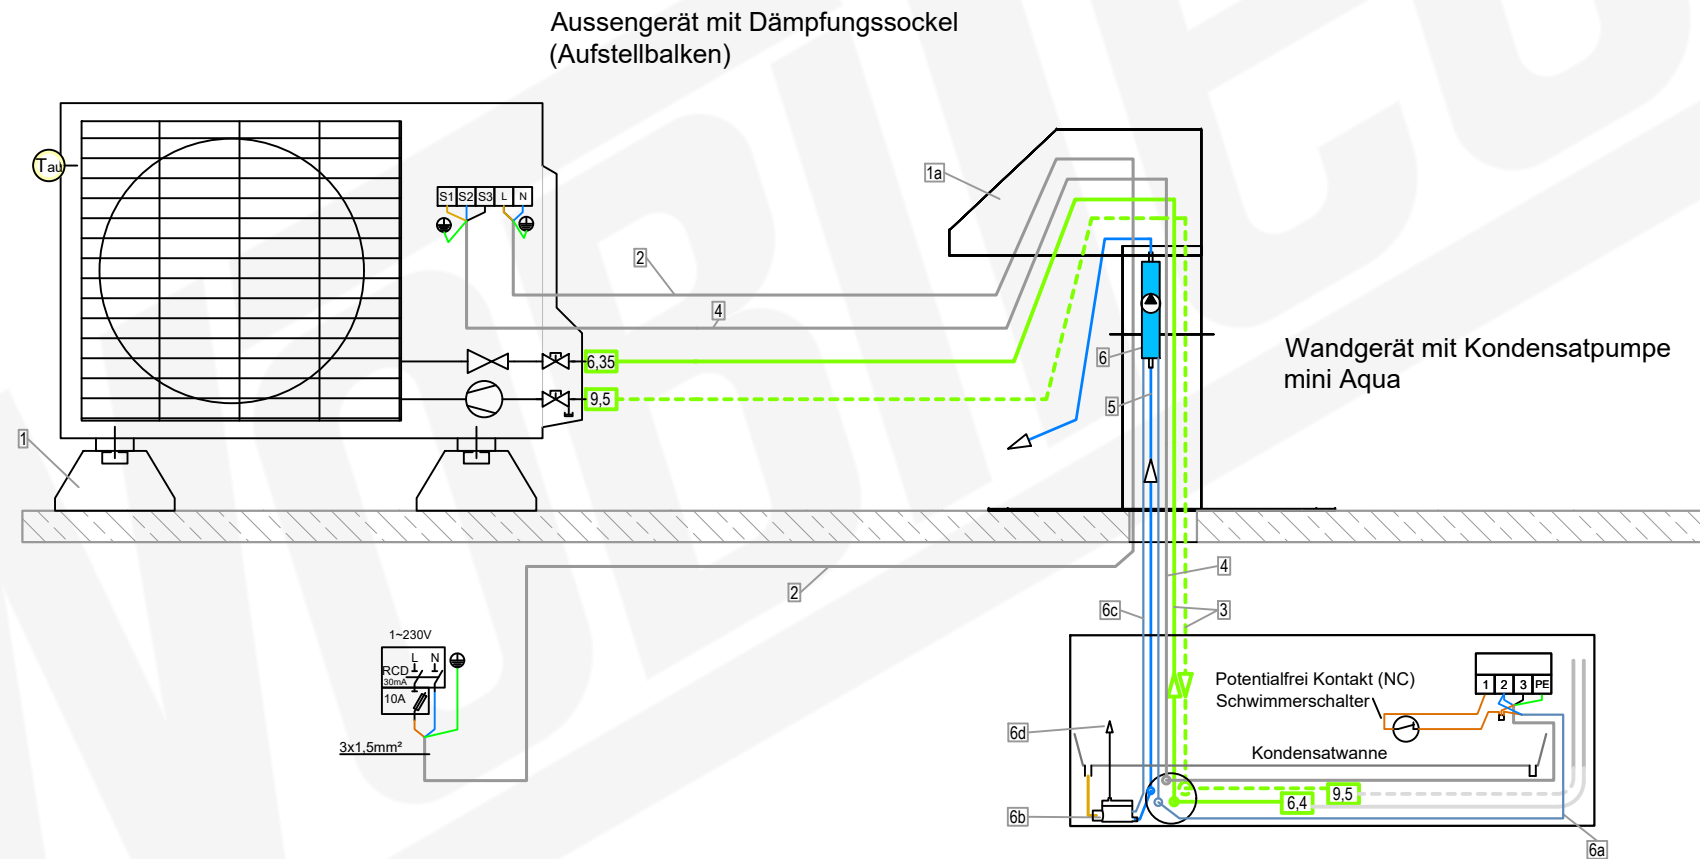 Aussengerät mit Dämpfungssockel
(Aufstellbalken)
Tau
1a
S1 S2 S3 L N
2
4
6,35
9,5
6
5
Wandgerät mit Kondensatpumpe
mini Aqua
1
4
2
3
6c
1~230V
L N
RCD
30mA
10A
3x1,5mm²
Potentialfrei Kontakt (NC)
Schwimmerschalter
1 2 3 PE
6d
Kondensatwanne
9,5
6,4
6b
6a